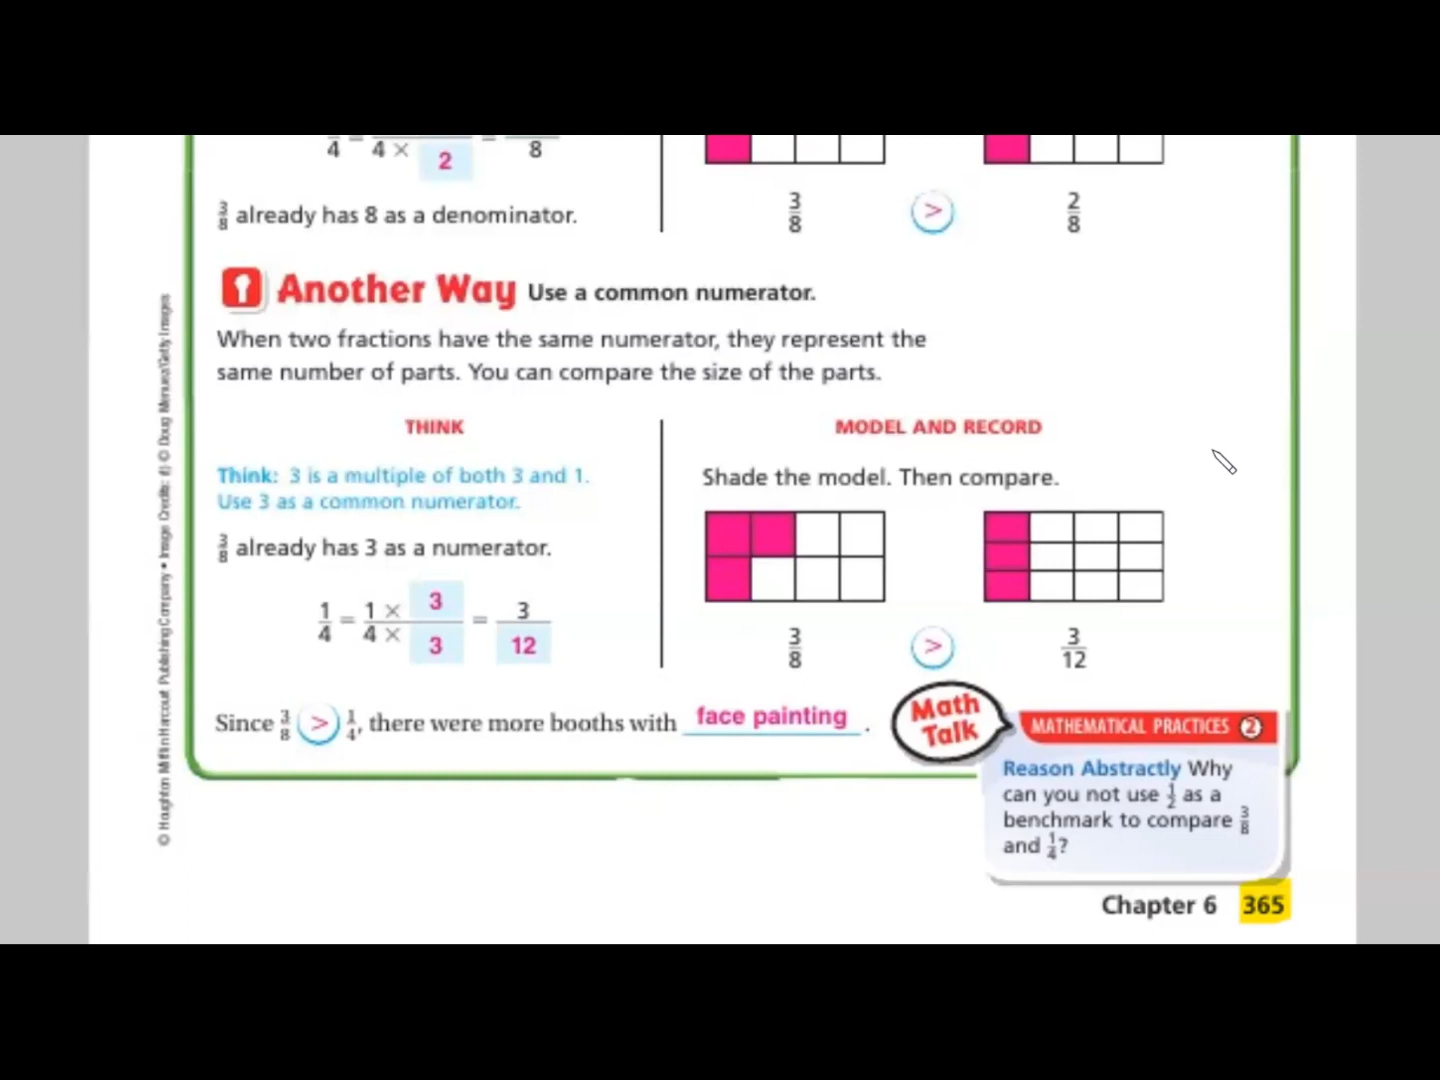 1/4 = /4 × 2 = /8
3/8 > 2/8
3/8 already has 8 as a denominator.
Another Way Use a common numerator.
When two fractions have the same numerator, they represent the
same number of parts. You can compare the size of the parts.
THINK
Think: 3 is a multiple of both 3 and 1.
Use 3 as a common numerator.
3/8 already has 3 as a numerator.
1/4 = 1 × 3/4 × 3 = 3/12
MODEL AND RECORD
Shade the model. Then compare.
3/8 > 3/12
Since 3/8 > 1/4, there were more booths with face painting.
Math
Talk
MATHEMATICAL PRACTICES 2
Reason Abstractly Why
can you not use 1/2 as a
benchmark to compare 3/8
and 1/4?
Chapter 6 365
© Houghton Mifflin Harcourt Publishing Company • Image Credits: © Doug Menuez/Getty Images